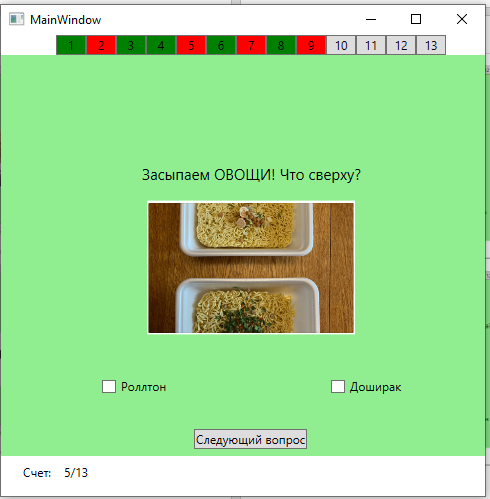 MainWindow
1 2 3 4 5 6 7 8 9 10 11 12 13
Засыпаем ОВОЩИ! Что сверху?
Роллтон Доширак
Следующий вопрос
Счет: 5/13